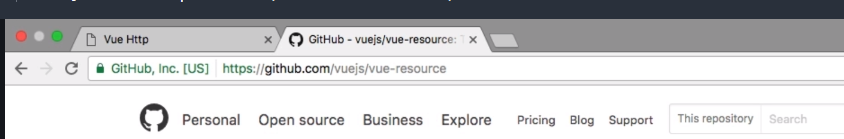 Vue Http
GitHub - vuejs/vue-resource: T
GitHub, Inc. [US] https://github.com/vuejs/vue-resource
Personal Open source Business Explore Pricing Blog Support This repository Search